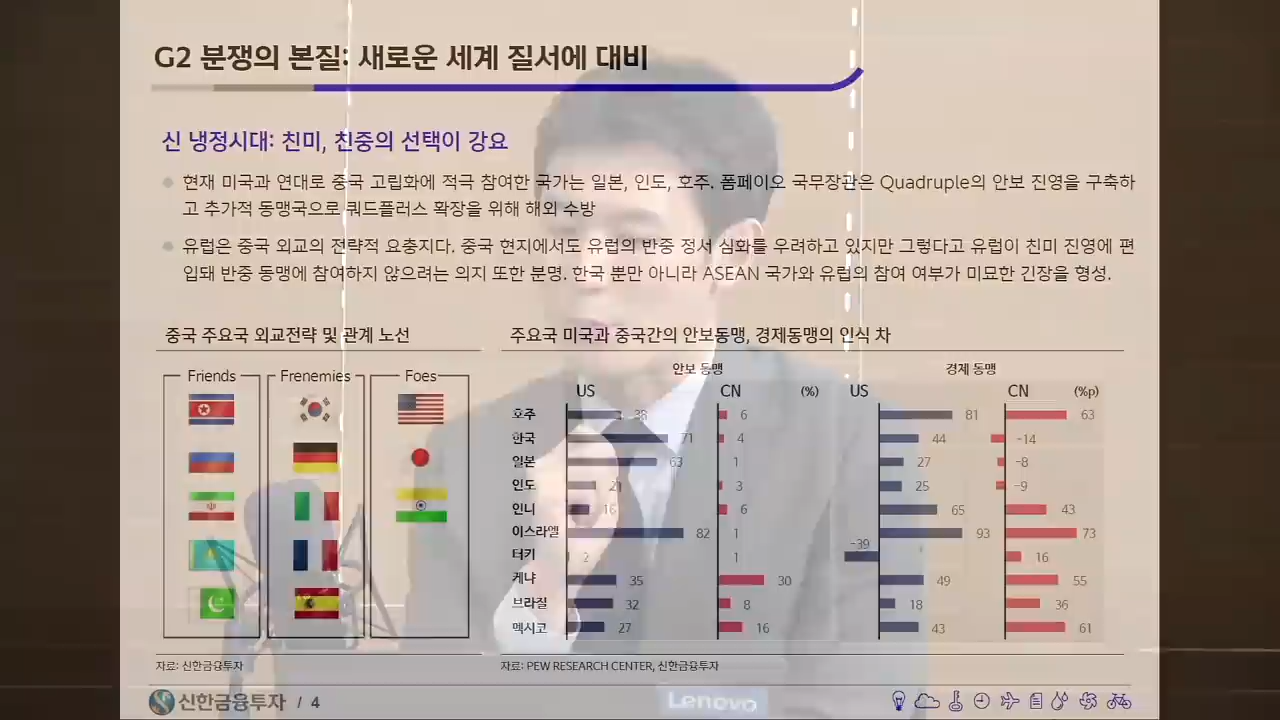 G2 분쟁의 본질: 새로운 세계 질서에 대비
신 냉정시대: 친미, 친중의 선택이 강요
현재 미국과 연대로 중국 고립화에 적극 참여한 국가는 일본, 인도, 호주. 폼페이오 국무장관은 Quadruple의 안보 진영을 구축하
고 추가적 동맹국으로 쿼드플러스 확장을 위해 해외 수방
유럽은 중국 외교의 전략적 요충지다. 중국 현지에서도 유럽의 반중 정서 심화를 우려하고 있지만 그렇다고 유럽이 친미 진영에 편
입돼 반중 동맹에 참여하지 않으려는 의지 또한 분명. 한국 뿐만 아니라 ASEAN 국가와 유럽의 참여 여부가 미묘한 긴장을 형성.
중국 주요국 외교전략 및 관계 노선
Friends Frenemies Foes
자료: 신한금융투자
주요국 미국과 중국간의 안보동맹, 경제동맹의 인식 차
안보 동맹 경제 동맹
US CN (%) US CN (%p)
호주 38 6 81 63
한국 71 4 44 -14
일본 63 1 27 -8
인도 21 3 25 -9
인니 16 6 65 43
이스라엘 82 1 93 73
터키 2 1 -39 16
케냐 35 30 49 55
브라질 32 8 18 36
멕시코 27 16 43 61
자료: PEW RESEARCH CENTER, 신한금융투자
신한금융투자 / 4
Lenovo